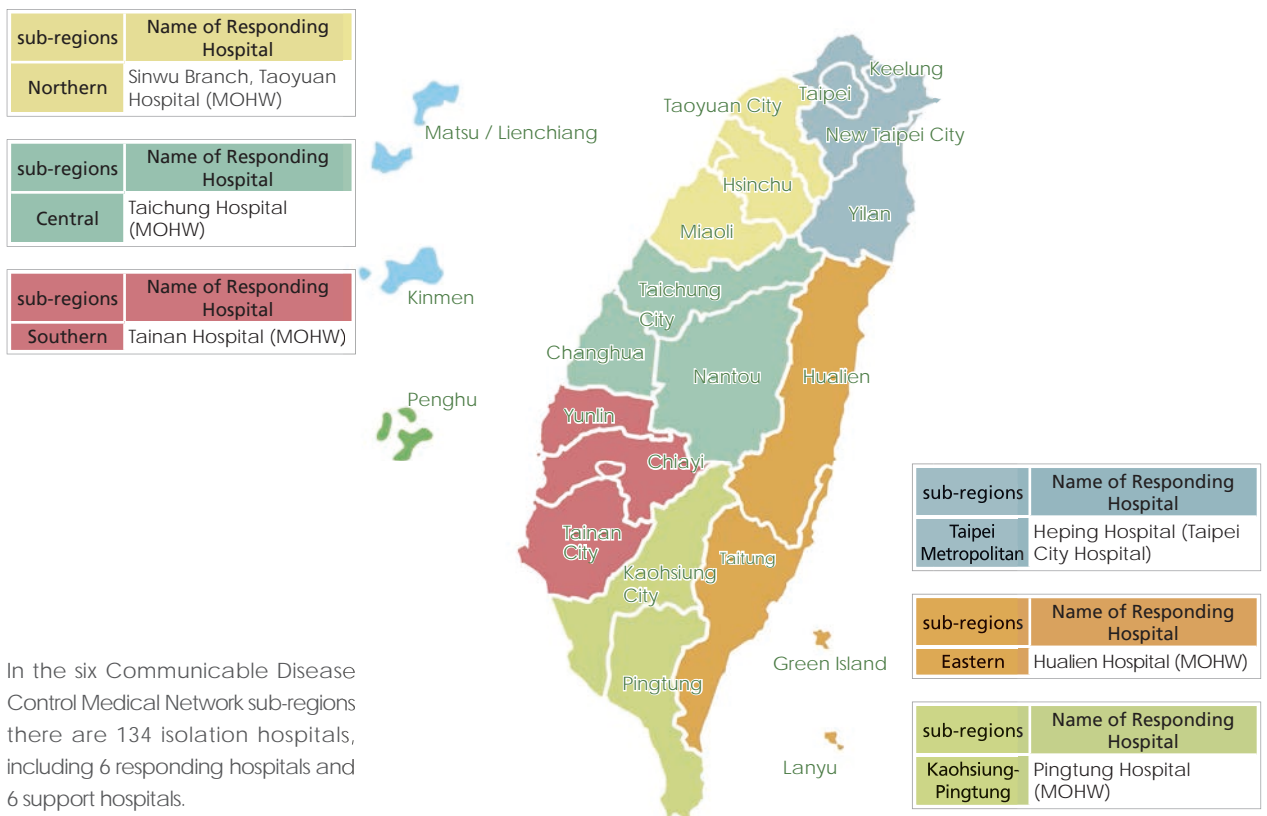 sub-regions
Name of Responding
Hospital
Northern
Sinwu Branch, Taoyuan
Hospital (MOHW)
sub-regions
Name of Responding
Hospital
Central
Taichung Hospital
(MOHW)
sub-regions
Name of Responding
Hospital
Southern
Tainan Hospital (MOHW)
Matsu / Lienchiang
Kinmen
Penghu
Keelung
Taipei
Taoyuan City
New Taipei City
Hsinchu
Yilan
Miaoli
Taichung
City
Changhua
Nantou
Hualien
Yunlin
Chiayi
Tainan
City
Kaohsiung
City
Taitung
Pingtung
Green Island
Lanyu
sub-regions
Name of Responding
Hospital
Taipei
Metropolitan
Heping Hospital (Taipei
City Hospital)
sub-regions
Name of Responding
Hospital
Eastern
Hualien Hospital (MOHW)
sub-regions
Name of Responding
Hospital
Kaohsiung-
Pingtung
Pingtung Hospital
(MOHW)
In the six Communicable Disease
Control Medical Network sub-regions
there are 134 isolation hospitals,
including 6 responding hospitals and
6 support hospitals.